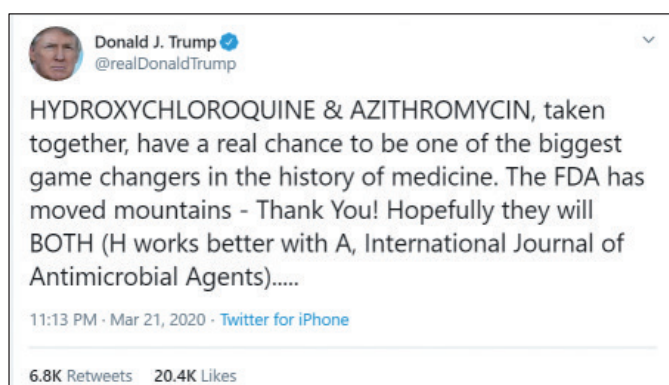 Donald J. Trump
@realDonaldTrump
HYDROXYCHLOROQUINE & AZITHROMYCIN, taken
together, have a real chance to be one of the biggest
game changers in the history of medicine. The FDA has
moved mountains - Thank You! Hopefully they will
BOTH (H works better with A, International Journal of
Antimicrobial Agents).....
11:13 PM · Mar 21, 2020 · Twitter for iPhone
6.8K Retweets 20.4K Likes